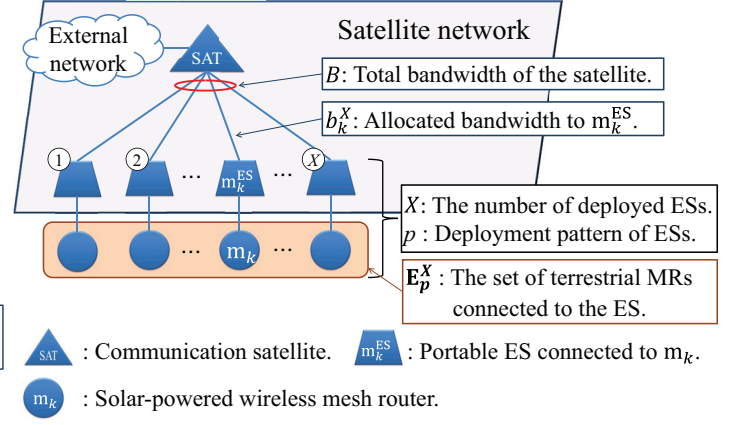 External
network
SAT
Satellite network
B: Total bandwidth of the satellite.
b_k^X: Allocated bandwidth to m_k^ES.
1 2 ... m_k^ES ... X
X: The number of deployed ESs.
p : Deployment pattern of ESs.
... m_k ...
E_p^X : The set of terrestrial MRs
connected to the ES.
SAT : Communication satellite.
m_k^ES : Portable ES connected to m_k.
m_k : Solar-powered wireless mesh router.